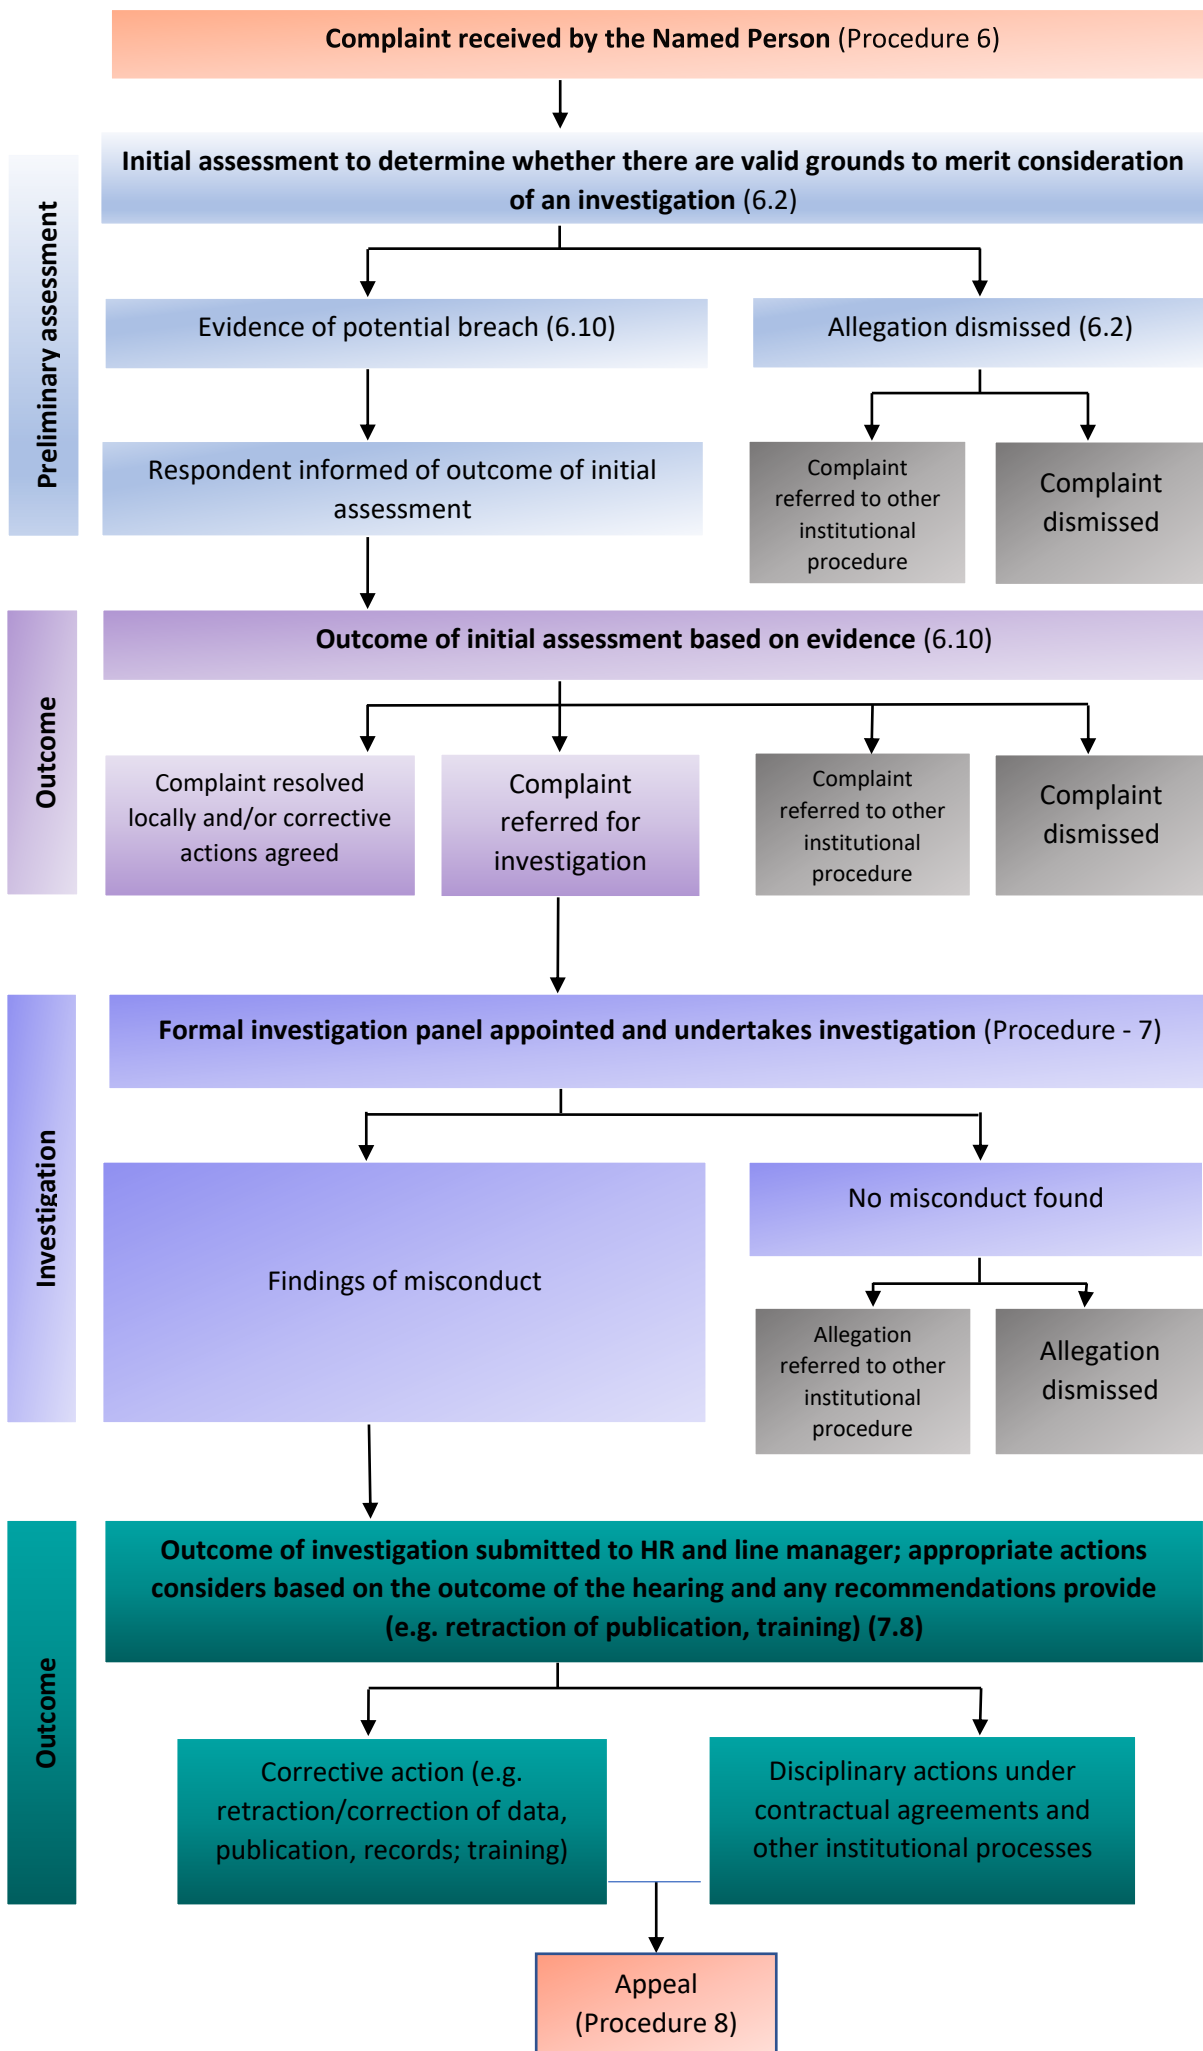 Complaint received by the Named Person (Procedure 6)
Preliminary assessment
Initial assessment to determine whether there are valid grounds to merit consideration
of an investigation (6.2)
Evidence of potential breach (6.10)
Allegation dismissed (6.2)
Respondent informed of outcome of initial
assessment
Complaint
referred to other
institutional
procedure
Complaint
dismissed
Outcome
Outcome of initial assessment based on evidence (6.10)
Complaint resolved
locally and/or corrective
actions agreed
Complaint
referred for
investigation
Complaint
referred to other
institutional
procedure
Complaint
dismissed
Investigation
Formal investigation panel appointed and undertakes investigation (Procedure - 7)
Findings of misconduct
No misconduct found
Allegation
referred to other
institutional
procedure
Allegation
dismissed
Outcome
Outcome of investigation submitted to HR and line manager; appropriate actions
considers based on the outcome of the hearing and any recommendations provide
(e.g. retraction of publication, training) (7.8)
Corrective action (e.g.
retraction/correction of data,
publication, records; training)
Disciplinary actions under
contractual agreements and
other institutional processes
Appeal
(Procedure 8)